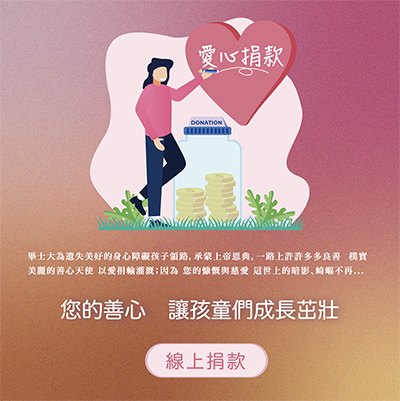 愛心捐款
DONATION
畢士大為遺失美好的身心障礙孩子領路, 承蒙上帝恩典, 一路上許許多多良善 樸實
美麗的善心天使 以愛捐輸灌溉;因為 您的慷慨與慈愛 這世上的暗影、崎嶇不再...
您的善心 讓孩童們成長茁壯
線上捐款